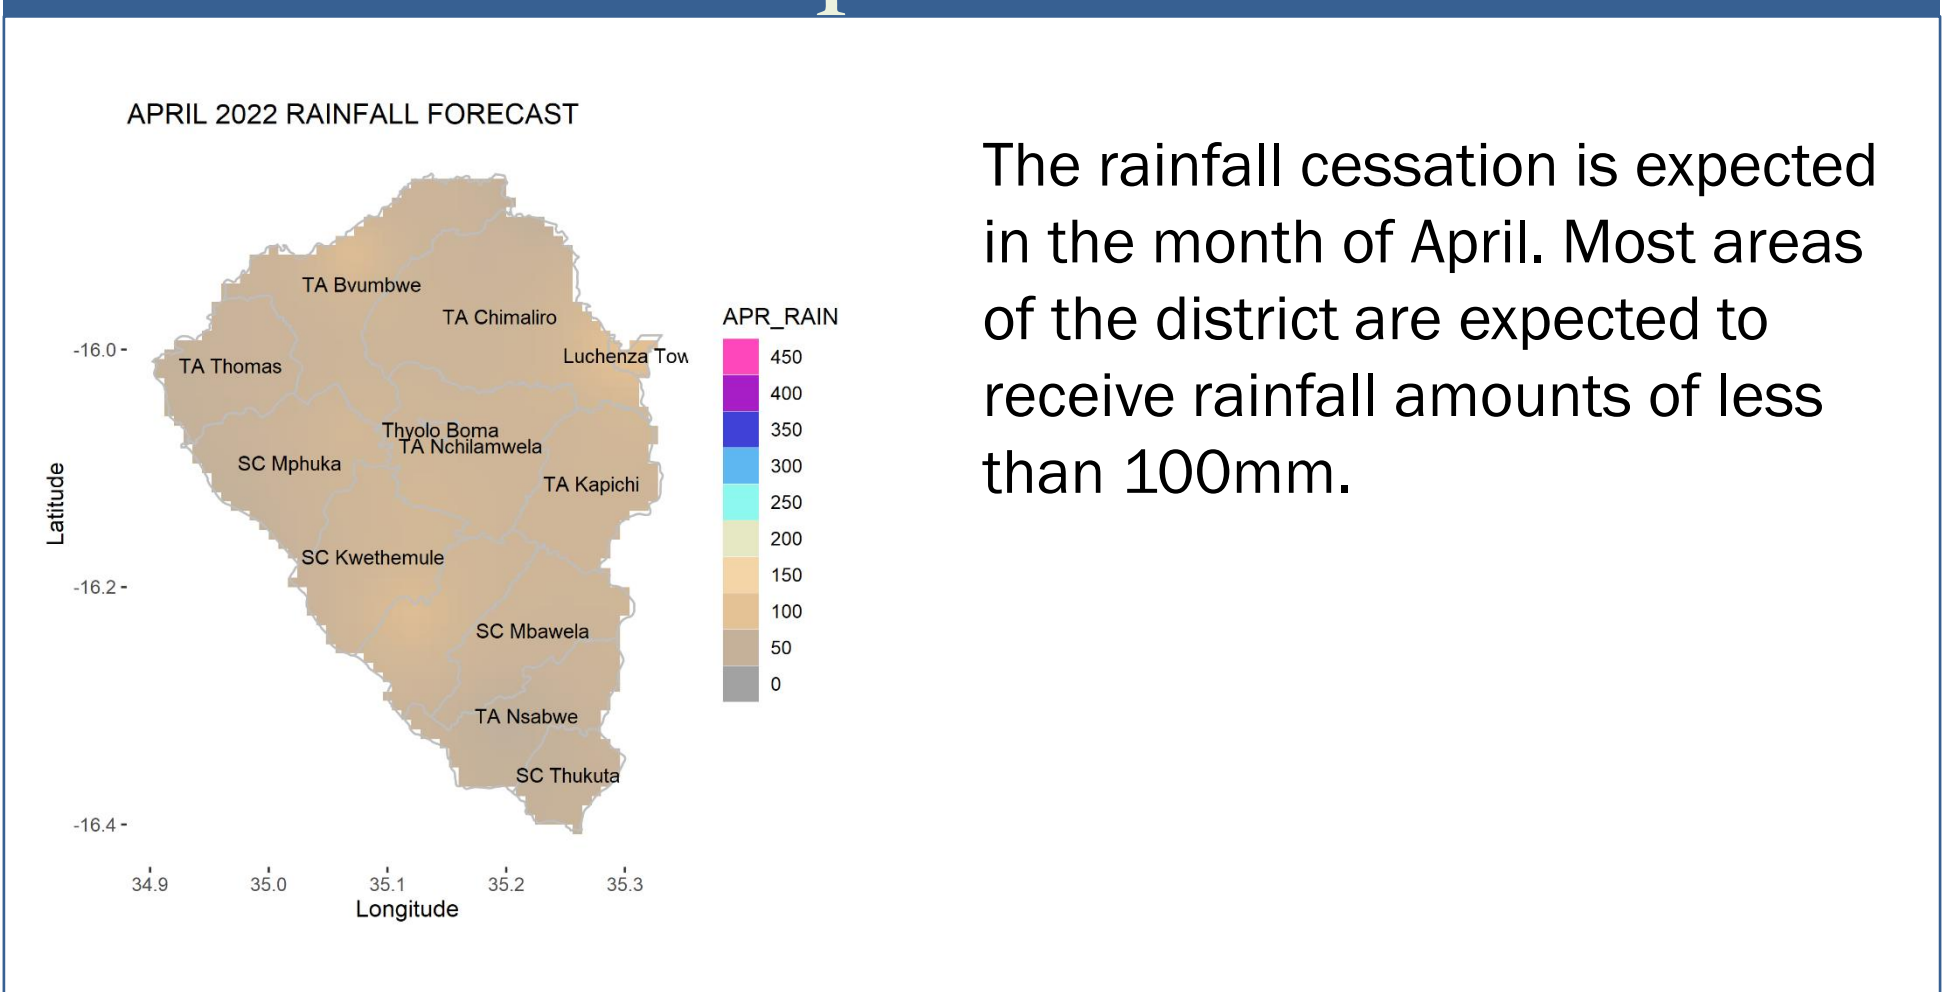 APRIL 2022 RAINFALL FORECAST
The rainfall cessation is expected
in the month of April. Most areas
of the district are expected to
receive rainfall amounts of less
than 100mm.
TA Bvumbwe
TA Chimaliro
Luchenza Tow
TA Thomas
Thyolo Boma
TA Nchilamwela
SC Mphuka
TA Kapichi
SC Kwethemule
SC Mbawela
TA Nsabwe
SC Thukuta
APR_RAIN
450
400
350
300
250
200
150
100
50
0
Latitude
-16.0
-16.2
-16.4
34.9 35.0 35.1 35.2 35.3
Longitude